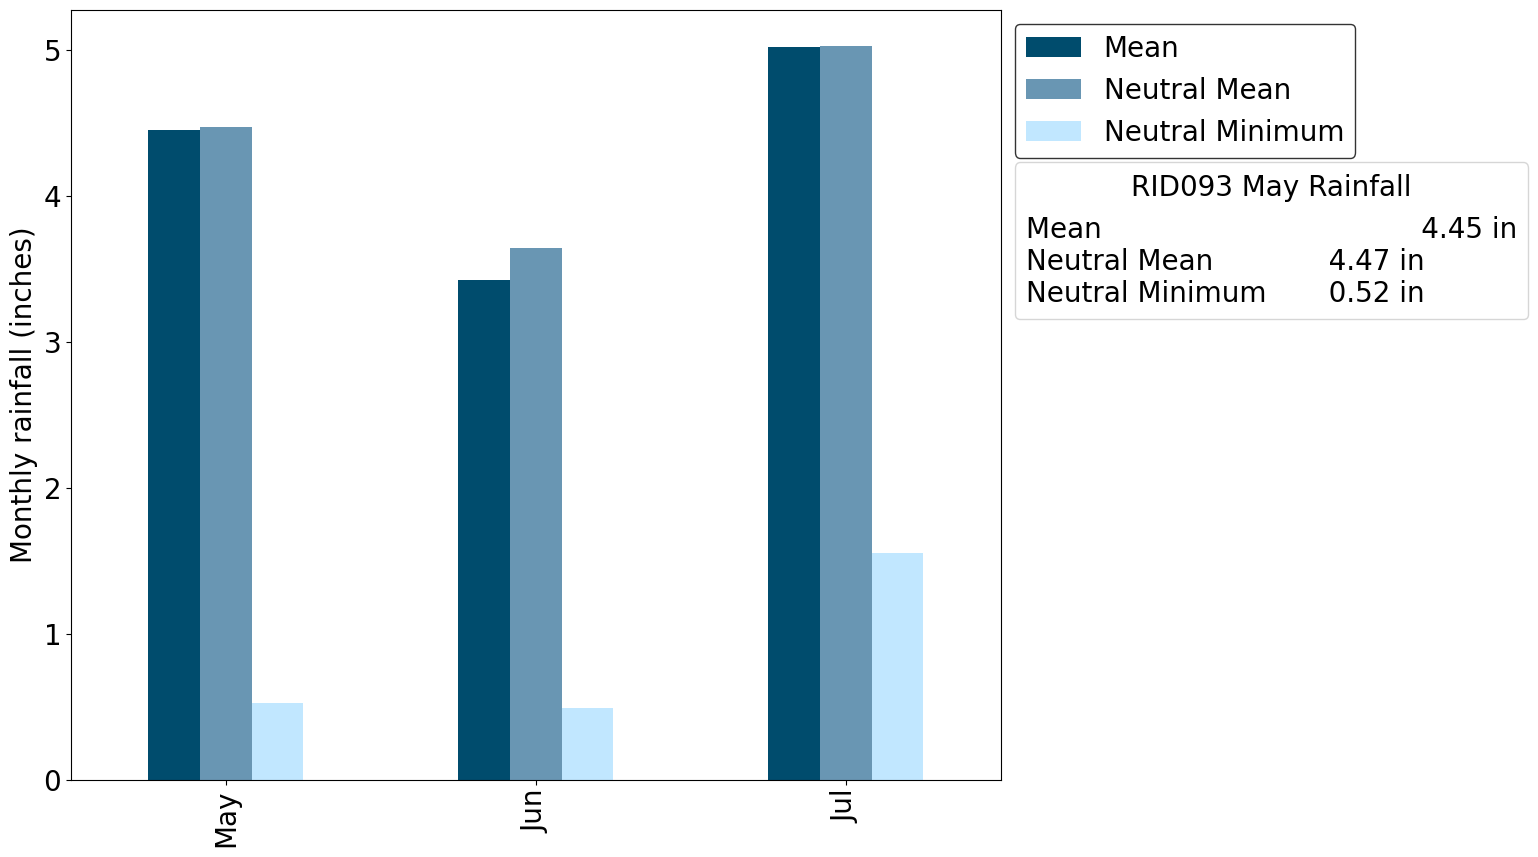 Monthly rainfall (inches)
5
4
3
2
1
0
May
Jun
Jul
Mean
Neutral Mean
Neutral Minimum
RID093 May Rainfall
Mean 4.45 in
Neutral Mean 4.47 in
Neutral Minimum 0.52 in